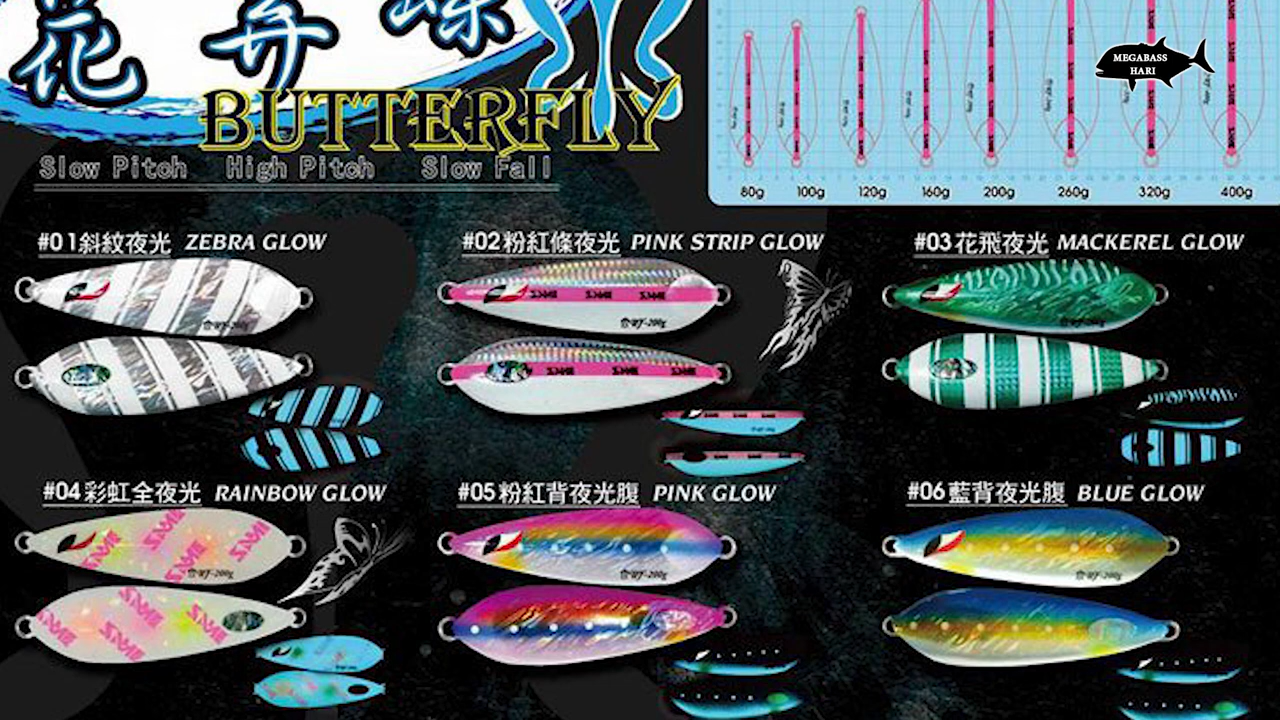 花弄蝶
BUTTERFLY
Slow Pitch High Pitch Slow Fall
MEGABASS
HARI
80g 100g 120g 160g 200g 260g 320g 400g
#01斜紋夜光 ZEBRA GLOW
#02粉紅條夜光 PINK STRIP GLOW
#03花飛夜光 MACKEREL GLOW
#04彩虹全夜光 RAINBOW GLOW
#05粉紅背夜光腹 PINK GLOW
#06藍背夜光腹 BLUE GLOW